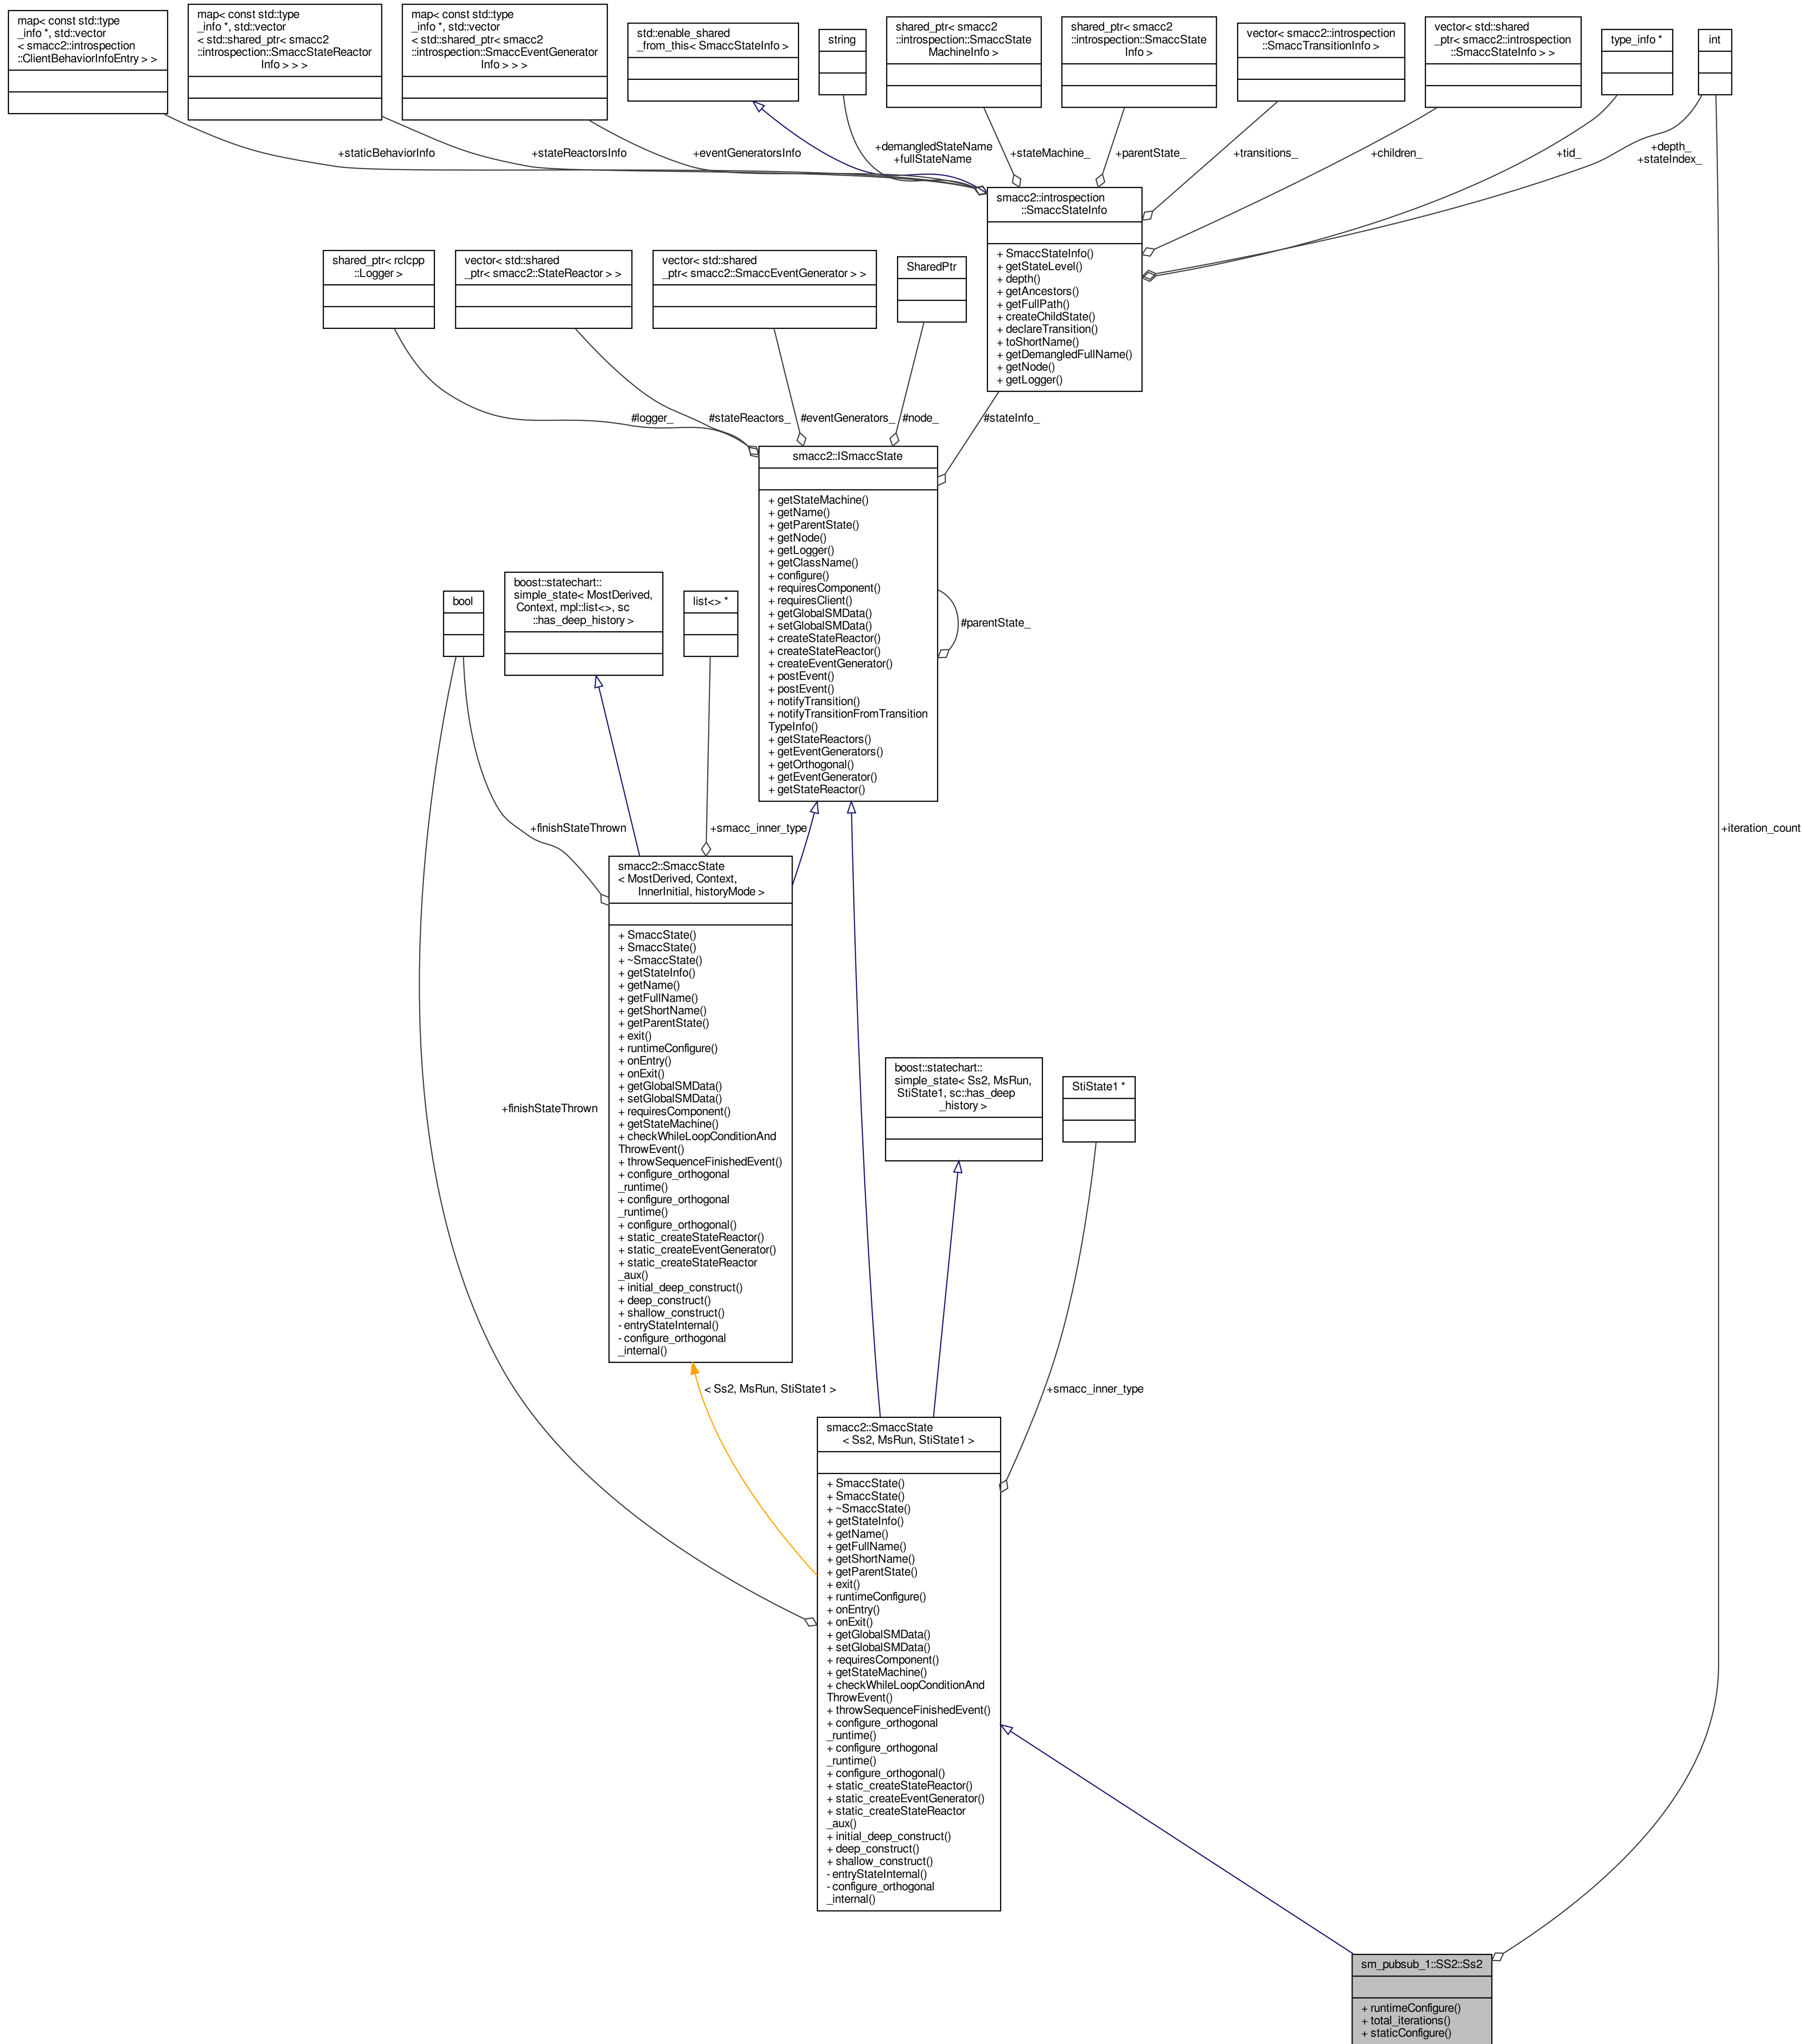 map< const std::type
_info *, std::vector
< smacc2::introspection
::ClientBehaviorInfoEntry > >
map< const std::type
_info *, std::vector
< std::shared_ptr< smacc2
::introspection::SmaccStateReactor
Info > > >
map< const std::type
_info *, std::vector
< std::shared_ptr< smacc2
::introspection::SmaccEventGenerator
Info > > >
std::enable_shared
_from_this< SmaccStateInfo >
string
shared_ptr< smacc2
::introspection::SmaccState
MachineInfo >
shared_ptr< smacc2
::introspection::SmaccState
Info >
vector< smacc2::introspection
::SmaccTransitionInfo >
vector< std::shared
_ptr< smacc2::introspection
::SmaccStateInfo > >
type_info *
int
+staticBehaviorInfo
+stateReactorsInfo
+eventGeneratorsInfo
+demangledStateName
+fullStateName
+stateMachine_
+parentState_
+transitions_
+children_
+tid_
+depth_
+stateIndex_
smacc2::introspection
::SmaccStateInfo
+ SmaccStateInfo()
+ getStateLevel()
+ depth()
+ getAncestors()
+ getFullPath()
+ createChildState()
+ declareTransition()
+ toShortName()
+ getDemangledFullName()
+ getNode()
+ getLogger()
shared_ptr< rclcpp
::Logger >
vector< std::shared
_ptr< smacc2::StateReactor > >
vector< std::shared
_ptr< smacc2::SmaccEventGenerator > >
SharedPtr
#logger_
#stateReactors_
#eventGenerators_
#node_
#stateInfo_
smacc2::ISmaccState
+ getStateMachine()
+ getName()
+ getParentState()
+ getNode()
+ getLogger()
+ getClassName()
+ configure()
+ requiresComponent()
+ requiresClient()
+ getGlobalSMData()
+ setGlobalSMData()
+ createStateReactor()
+ createStateReactor()
+ createEventGenerator()
+ postEvent()
+ postEvent()
+ notifyTransition()
+ notifyTransitionFromTransition
TypeInfo()
+ getStateReactors()
+ getEventGenerators()
+ getOrthogonal()
+ getEventGenerator()
+ getStateReactor()
#parentState_
bool
boost::statechart::
simple_state< MostDerived,
Context, mpl::list<>, sc
::has_deep_history >
list<> *
+finishStateThrown
+smacc_inner_type
+iteration_count
smacc2::SmaccState
< MostDerived, Context,
InnerInitial, historyMode >
+ SmaccState()
+ SmaccState()
+ ~SmaccState()
+ getStateInfo()
+ getName()
+ getFullName()
+ getShortName()
+ getParentState()
+ exit()
+ runtimeConfigure()
+ onEntry()
+ onExit()
+ getGlobalSMData()
+ setGlobalSMData()
+ requiresComponent()
+ getStateMachine()
+ checkWhileLoopConditionAnd
ThrowEvent()
+ throwSequenceFinishedEvent()
+ configure_orthogonal
_runtime()
+ configure_orthogonal
_runtime()
+ configure_orthogonal()
+ static_createStateReactor()
+ static_createEventGenerator()
+ static_createStateReactor
_aux()
+ initial_deep_construct()
+ deep_construct()
+ shallow_construct()
- entryStateInternal()
- configure_orthogonal
_internal()
+finishStateThrown
boost::statechart::
simple_state< Ss2, MsRun,
StiState1, sc::has_deep
_history >
StiState1 *
< Ss2, MsRun, StiState1 >
+smacc_inner_type
smacc2::SmaccState
< Ss2, MsRun, StiState1 >
+ SmaccState()
+ SmaccState()
+ ~SmaccState()
+ getStateInfo()
+ getName()
+ getFullName()
+ getShortName()
+ getParentState()
+ exit()
+ runtimeConfigure()
+ onEntry()
+ onExit()
+ getGlobalSMData()
+ setGlobalSMData()
+ requiresComponent()
+ getStateMachine()
+ checkWhileLoopConditionAnd
ThrowEvent()
+ throwSequenceFinishedEvent()
+ configure_orthogonal
_runtime()
+ configure_orthogonal
_runtime()
+ configure_orthogonal()
+ static_createStateReactor()
+ static_createEventGenerator()
+ static_createStateReactor
_aux()
+ initial_deep_construct()
+ deep_construct()
+ shallow_construct()
- entryStateInternal()
- configure_orthogonal
_internal()
sm_pubsub_1::SS2::Ss2
+ runtimeConfigure()
+ total_iterations()
+ staticConfigure()